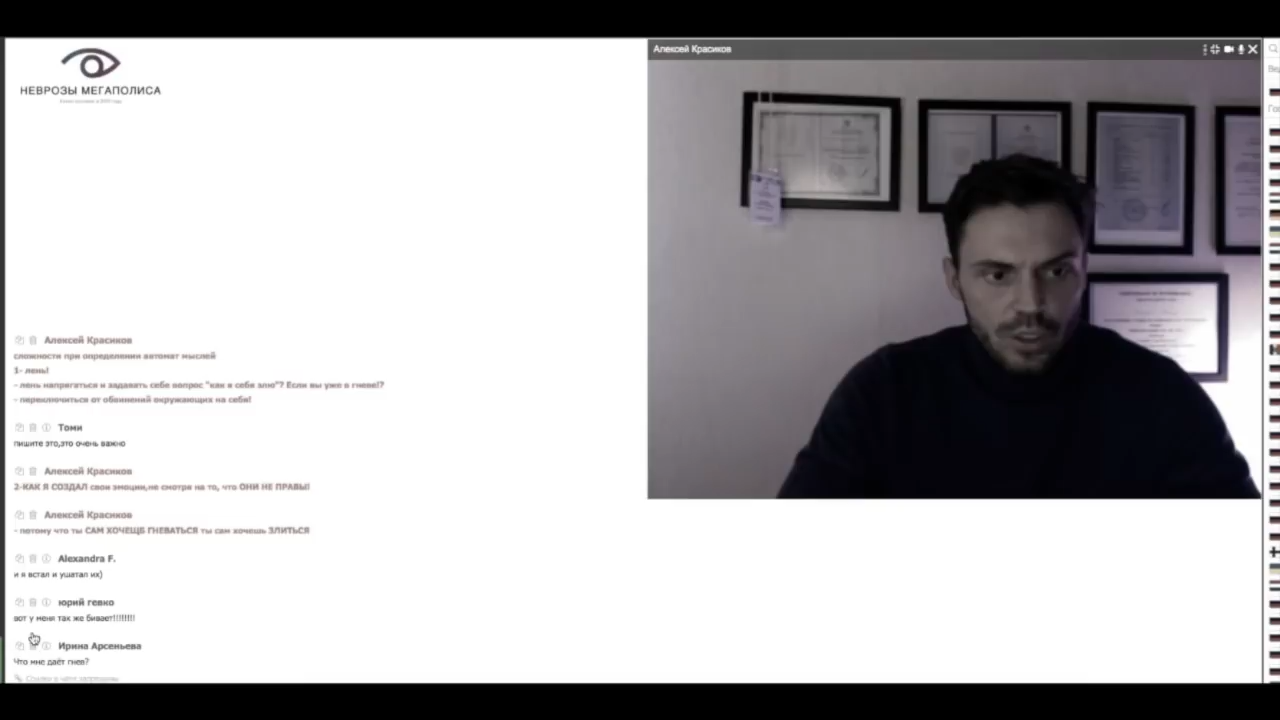 НЕВРОЗЫ МЕГАПОЛИСА
Алексей Красиков
Алексей Красиков
сложности при определении автомат мыслей
1- лень!
- лень напрягаться и задавать себе вопрос "как я себя злю"? Если вы уже в гневе!?
- переключиться от обвинений окружающих на себя!
Томи
пишите это,это очень важно
Алексей Красиков
2-КАК Я СОЗДАЛ свои эмоции,не смотря на то, что ОНИ НЕ ПРАВЫ!
Алексей Красиков
- потому что ты САМ ХОЧЕЩБ ГНЕВАТЬСЯ ты сам хочешь ЗЛИТЬСЯ
Alexandra F.
и я встал и ушатал их)
юрий гевко
вот у меня так же бивает!!!!!!!!
Ирина Арсеньева
Что мне даёт гнев?
Ссылки в чате запрещены